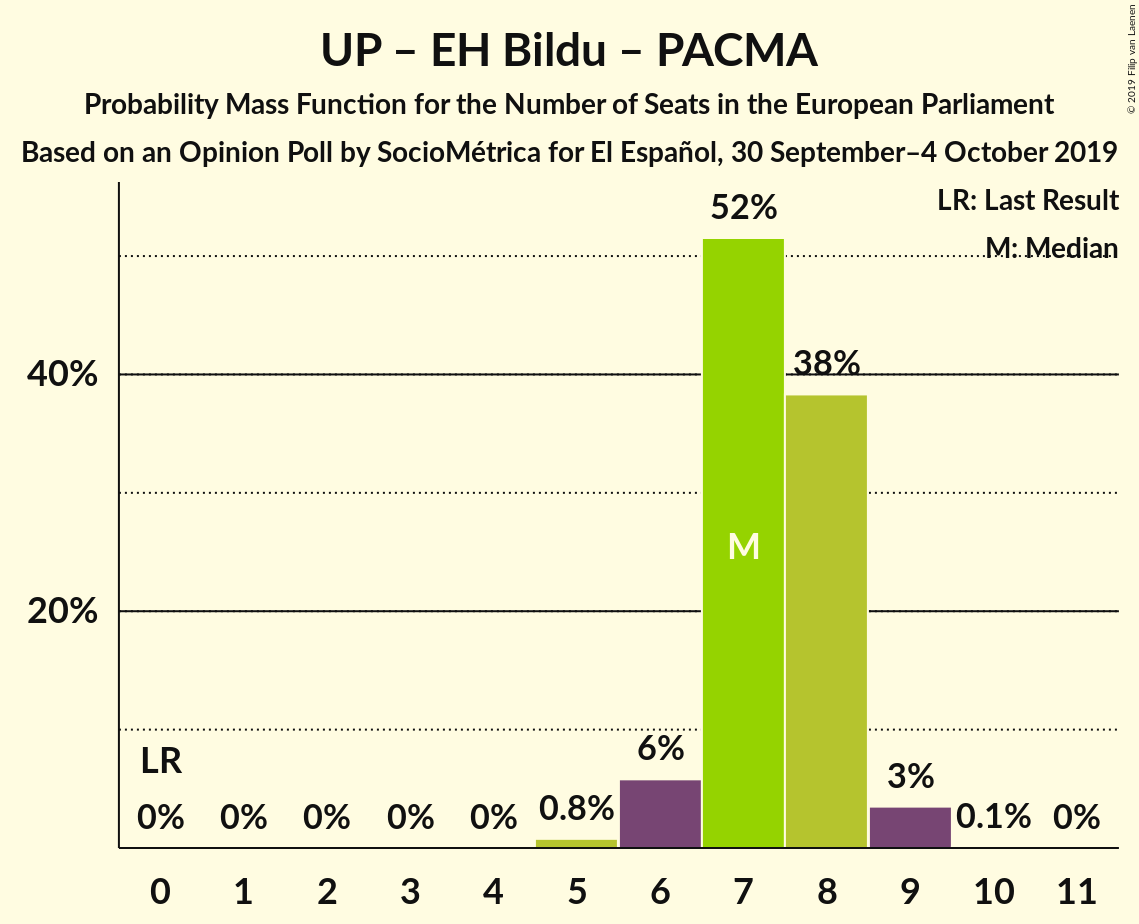 UP – EH Bildu – PACMA
Probability Mass Function for the Number of Seats in the European Parliament
Based on an Opinion Poll by SocioMétrica for El Español, 30 September–4 October 2019
© 2019 Filip van Laenen
LR: Last Result
M: Median
52%
38%
40%
M
20%
LR
6%
3%
0% 0% 0% 0% 0% 0.8% 0.1% 0%
0 1 2 3 4 5 6 7 8 9 10 11